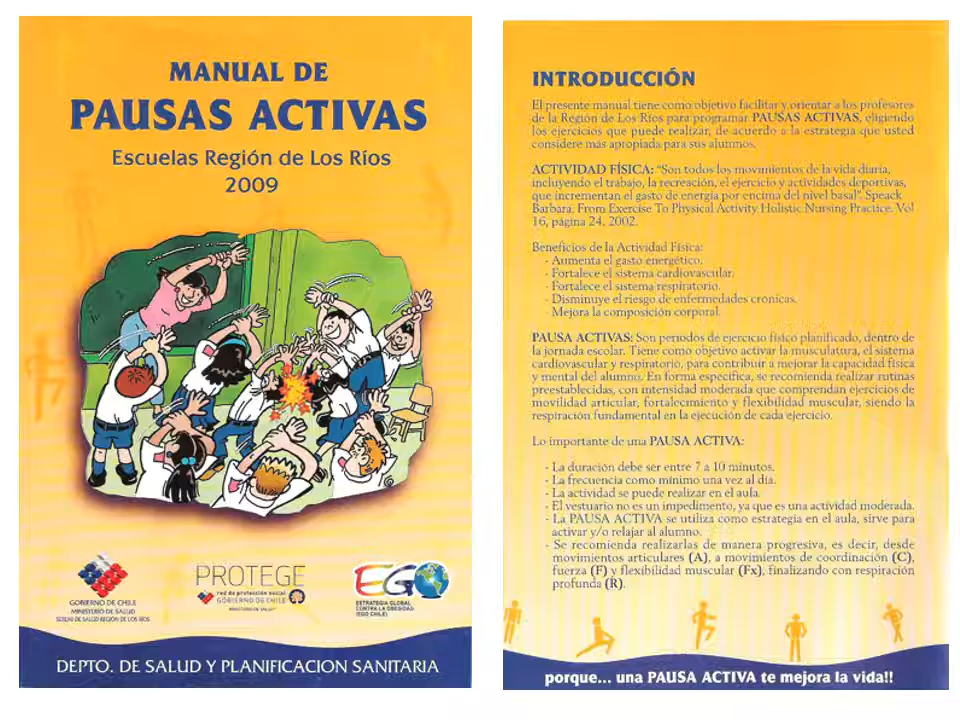 MANUAL DE
PAUSAS ACTIVAS
Escuelas Región de Los Ríos
2009
GOBIERNO DE CHILE
MINISTERIO DE SALUD
SEREMI DE SALUD REGIÓN DE LOS RÍOS
PROTEGE
red de protección social
GOBIERNO DE CHILE
MINISTERIO DE SALUD
EGO
ESTRATEGIA GLOBAL
CONTRA LA OBESIDAD
(EGO CHILE)
DEPTO. DE SALUD Y PLANIFICACION SANITARIA
INTRODUCCIÓN
El presente manual tiene como objetivo facilitar y orientar a los profesores
de la Región de Los Ríos para programar PAUSAS ACTIVAS, eligiendo
los ejercicios que puede realizar, de acuerdo a la estrategia que usted
considere más apropiada para sus alumnos.
ACTIVIDAD FÍSICA: "Son todos los movimientos de la vida diaria,
incluyendo el trabajo, la recreación, el ejercicio y actividades deportivas,
que incrementan el gasto de energía por encima del nivel basal". Speack
Barbara. From Exercise To Physical Activity Holistic Nursing Practice. Vol
16, página 24, 2002.
Beneficios de la Actividad Física:
- Aumenta el gasto energético.
- Fortalece el sistema cardiovascular.
- Fortalece el sistema respiratorio.
- Disminuye el riesgo de enfermedades crónicas.
- Mejora la composición corporal.
PAUSA ACTIVAS: Son periodos de ejercicio físico planificado, dentro de
la jornada escolar. Tiene como objetivo activar la musculatura, el sistema
cardiovascular y respiratorio, para contribuir a mejorar la capacidad física
y mental del alumno. En forma específica, se recomienda realizar rutinas
preestablecidas, con intensidad moderada que comprendan ejercicios de
movilidad articular, fortalecimiento y flexibilidad muscular, siendo la
respiración fundamental en la ejecución de cada ejercicio.
Lo importante de una PAUSA ACTIVA:
- La duración debe ser entre 7 a 10 minutos.
- La frecuencia como mínimo una vez al día.
- La actividad se puede realizar en el aula.
- El vestuario no es un impedimento, ya que es una actividad moderada.
- La PAUSA ACTIVA se utiliza como estrategia en el aula, sirve para
activar y/o relajar al alumno.
- Se recomienda realizarlas de manera progresiva, es decir, desde
movimientos articulares (A), a movimientos de coordinación (C),
fuerza (F) y flexibilidad muscular (Fx), finalizando con respiración
profunda (R).
porque... una PAUSA ACTIVA te mejora la vida!!